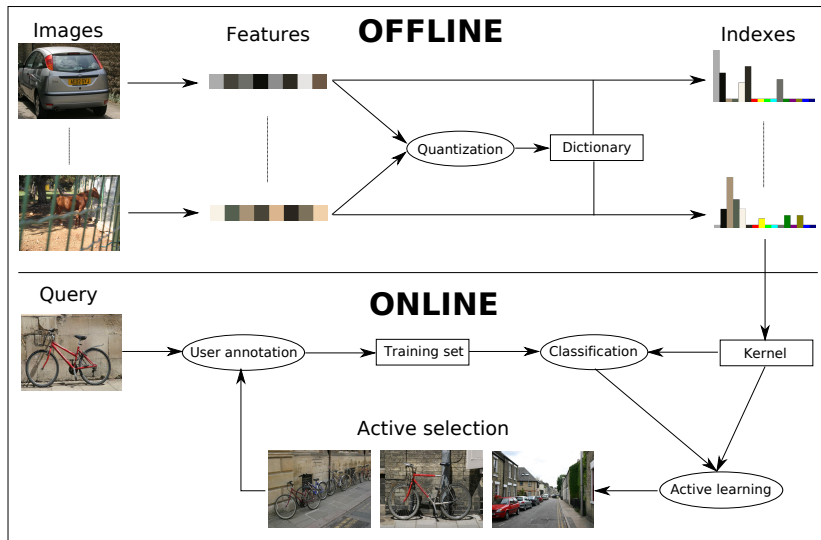 Images
Features
OFFLINE
Indexes
Quantization
Dictionary
Query
ONLINE
User annotation
Training set
Classification
Kernel
Active selection
Active learning